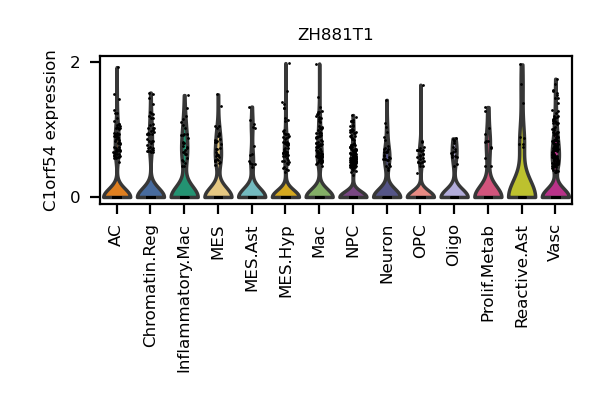 ZH881T1
C1orf54 expression
2
0
AC
Chromatin.Reg
Inflammatory.Mac
MES
MES.Ast
MES.Hyp
Mac
NPC
Neuron
OPC
Oligo
Prolif.Metab
Reactive.Ast
Vasc